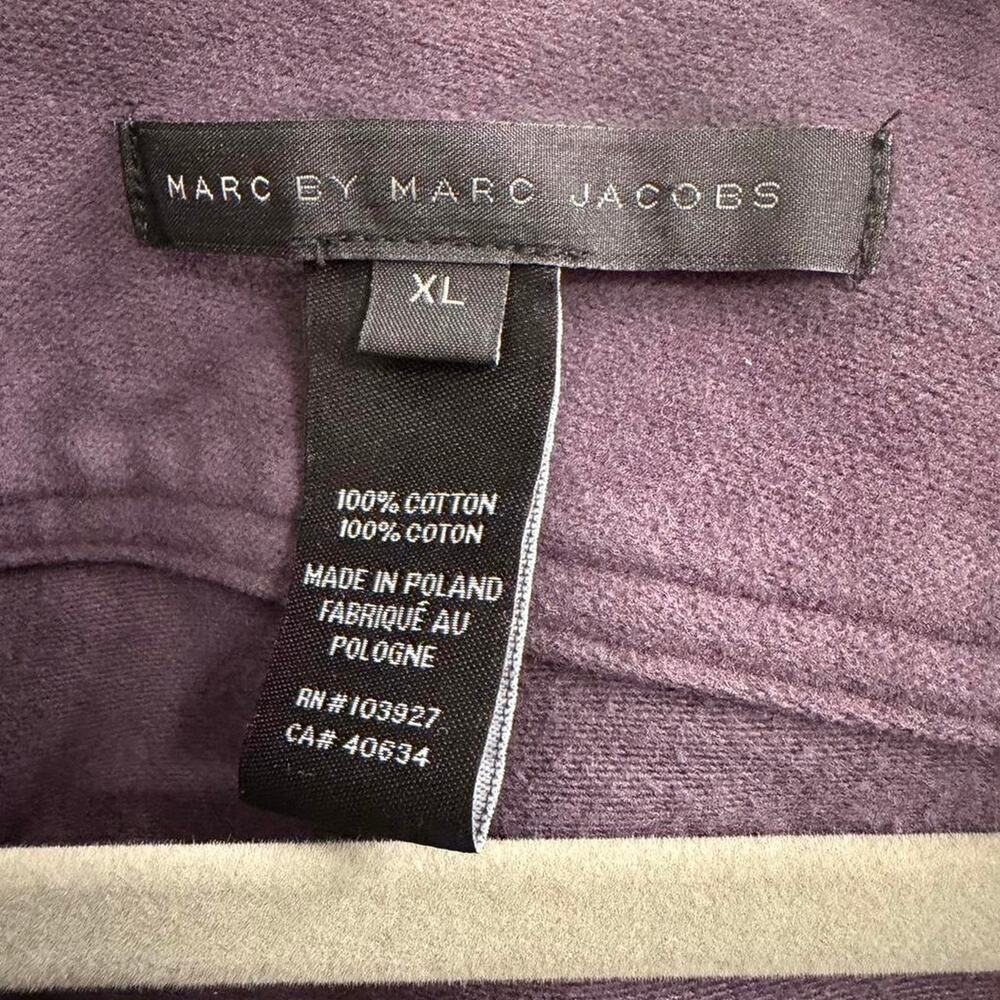 MARC BY MARC JACOBS
XL
100% COTTON
100% COTON
MADE IN POLAND
FABRIQUÉ AU
POLOGNE
RN#103927
CA# 40634